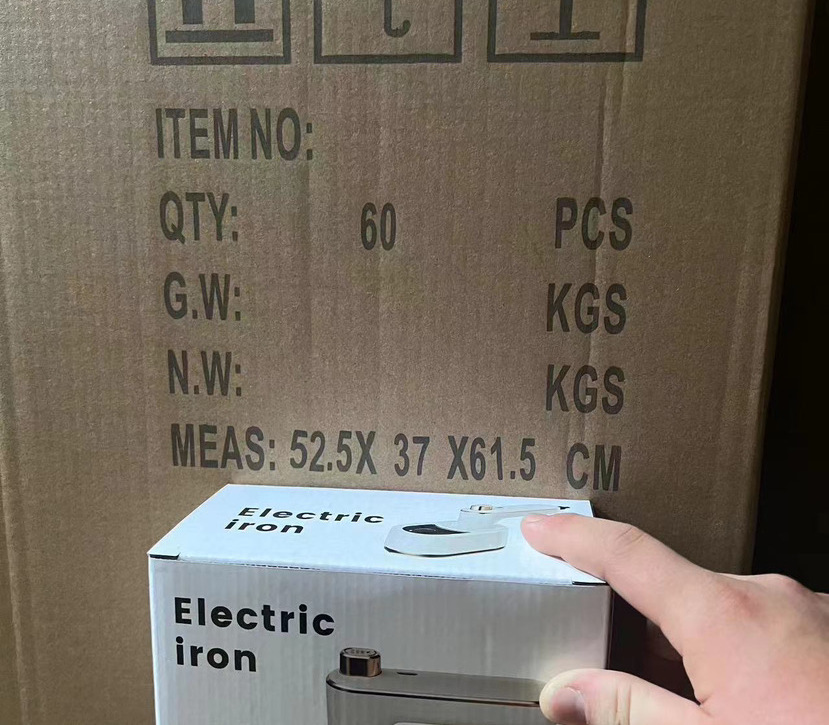 ITEM NO:
QTY: 60 PCS
G.W: KGS
N.W: KGS
MEAS: 52.5X 37 X61.5 CM
Electric
iron
Electric
iron